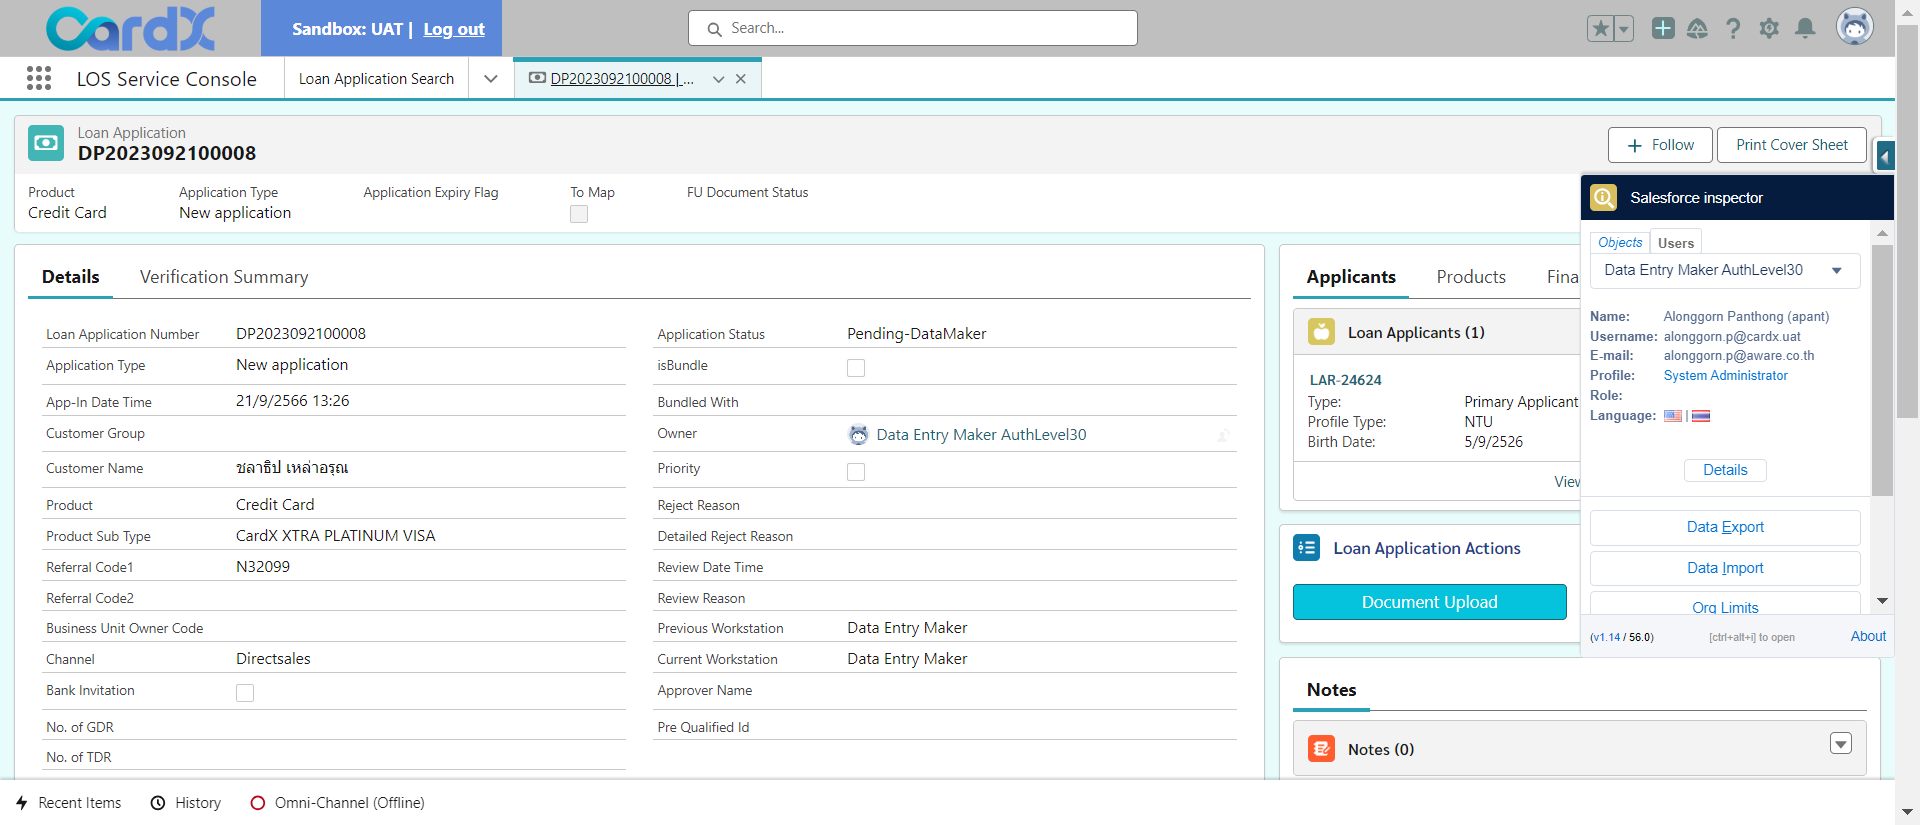 CardX
Sandbox: UAT | Log out
Search...
LOS Service Console
Loan Application Search
DP2023092100008 | ...
Loan Application
DP2023092100008
Follow
Print Cover Sheet
Product
Credit Card
Application Type
New application
Application Expiry Flag
To Map
FU Document Status
Details
Verification Summary
Loan Application Number DP2023092100008
Application Type New application
App-In Date Time 21/9/2566 13:26
Customer Group
Customer Name ชลาธิป เหล่าอรุณ
Product Credit Card
Product Sub Type CardX XTRA PLATINUM VISA
Referral Code1 N32099
Referral Code2
Business Unit Owner Code
Channel Directsales
Bank Invitation
No. of GDR
No. of TDR
Application Status Pending-DataMaker
isBundle
Bundled With
Owner Data Entry Maker AuthLevel30
Priority
Reject Reason
Detailed Reject Reason
Review Date Time
Review Reason
Previous Workstation Data Entry Maker
Current Workstation Data Entry Maker
Approver Name
Pre Qualified Id
Applicants
Products
Fina
Loan Applicants (1)
LAR-24624
Type: Primary Applicant
Profile Type: NTU
Birth Date: 5/9/2526
View
Loan Application Actions
Document Upload
Notes
Notes (0)
Salesforce inspector
Objects
Users
Data Entry Maker AuthLevel30
Name: Alonggorn Panthong (apant)
Username: alonggorn.p@cardx.uat
E-mail: alonggorn.p@aware.co.th
Profile: System Administrator
Role:
Language: |
Details
Data Export
Data Import
Org Limits
(v1.14 / 56.0)
[ctrl+alt+i] to open
About
Recent Items
History
Omni-Channel (Offline)